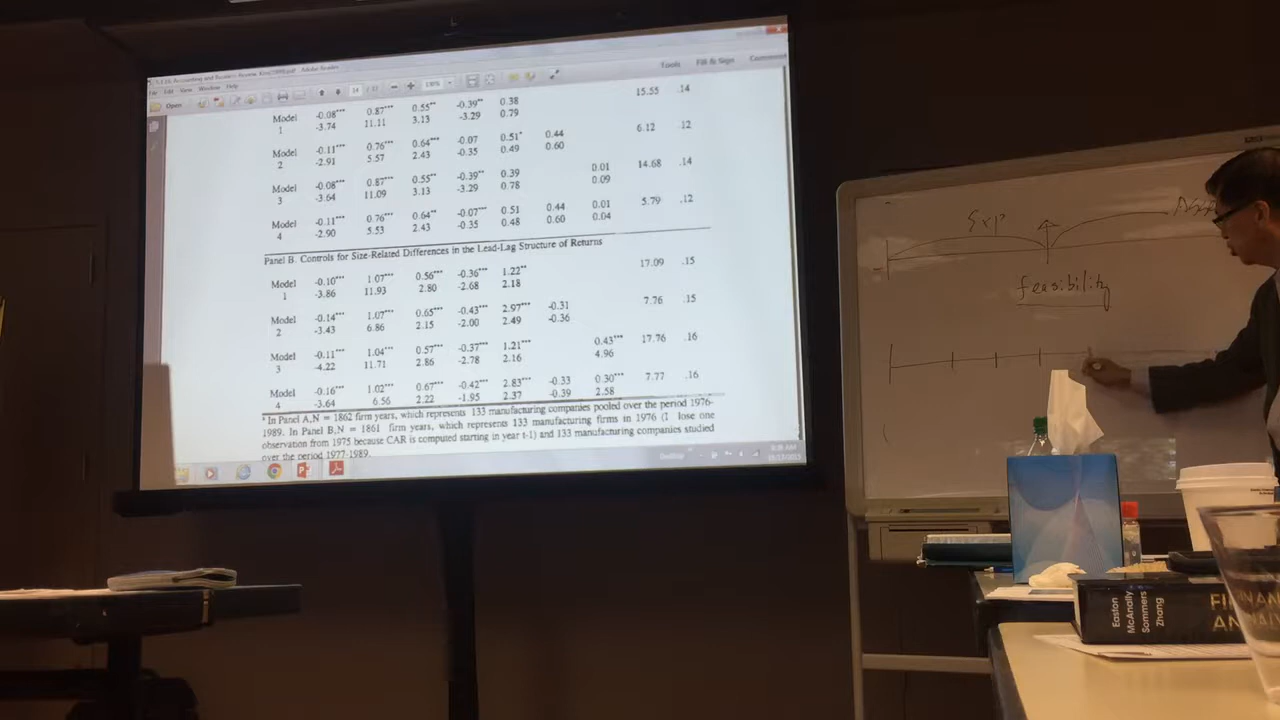 Adobe Reader
Tools Fill & Sign Comment
File Edit View Window Help
Open 14 130%
Model -0.08*** 0.87*** 0.55** -0.39** 0.38 15.55 .14
1 -3.74 11.11 3.13 -3.29 0.79
Model -0.11*** 0.76*** 0.64*** -0.07 0.51* 0.44 6.12 .12
2 -2.91 5.57 2.43 -0.35 0.49 0.60
Model -0.08*** 0.87*** 0.55** -0.39** 0.39 0.01 14.68 .14
3 -3.64 11.09 3.13 -3.29 0.78 0.09
Model -0.11*** 0.76*** 0.64** -0.07*** 0.51 0.44 0.01 5.79 .12
4 -2.90 5.53 2.43 -0.35 0.48 0.60 0.04
Panel B. Controls for Size-Related Differences in the Lead-Lag Structure of Returns
Model -0.10*** 1.07*** 0.56*** -0.36*** 1.22** 17.09 .15
1 -3.86 11.93 2.80 -2.68 2.18
Model -0.14*** 1.07*** 0.65*** -0.43*** 2.97*** -0.31 7.76 .15
2 -3.43 6.86 2.15 -2.00 2.49 -0.36
Model -0.11*** 1.04*** 0.57*** -0.37*** 1.21*** 0.43*** 17.76 .16
3 -4.22 11.71 2.86 -2.78 2.16 4.96
Model -0.16*** 1.02*** 0.67*** -0.42*** 2.83*** -0.33 0.30*** 7.77 .16
4 -3.64 6.56 2.22 -1.95 2.37 -0.39 2.58
* In Panel A,N = 1862 firm years, which represents 133 manufacturing companies pooled over the period 1976-
1989. In Panel B,N = 1861 firm years, which represents 133 manufacturing firms in 1976 (I lose one
observation from 1975 because CAR is computed starting in year t-1) and 133 manufacturing companies studied
over the period 1977-1989.
Desktop
Exp
feasibility
Easton
McAnally
Sommers
Zhang